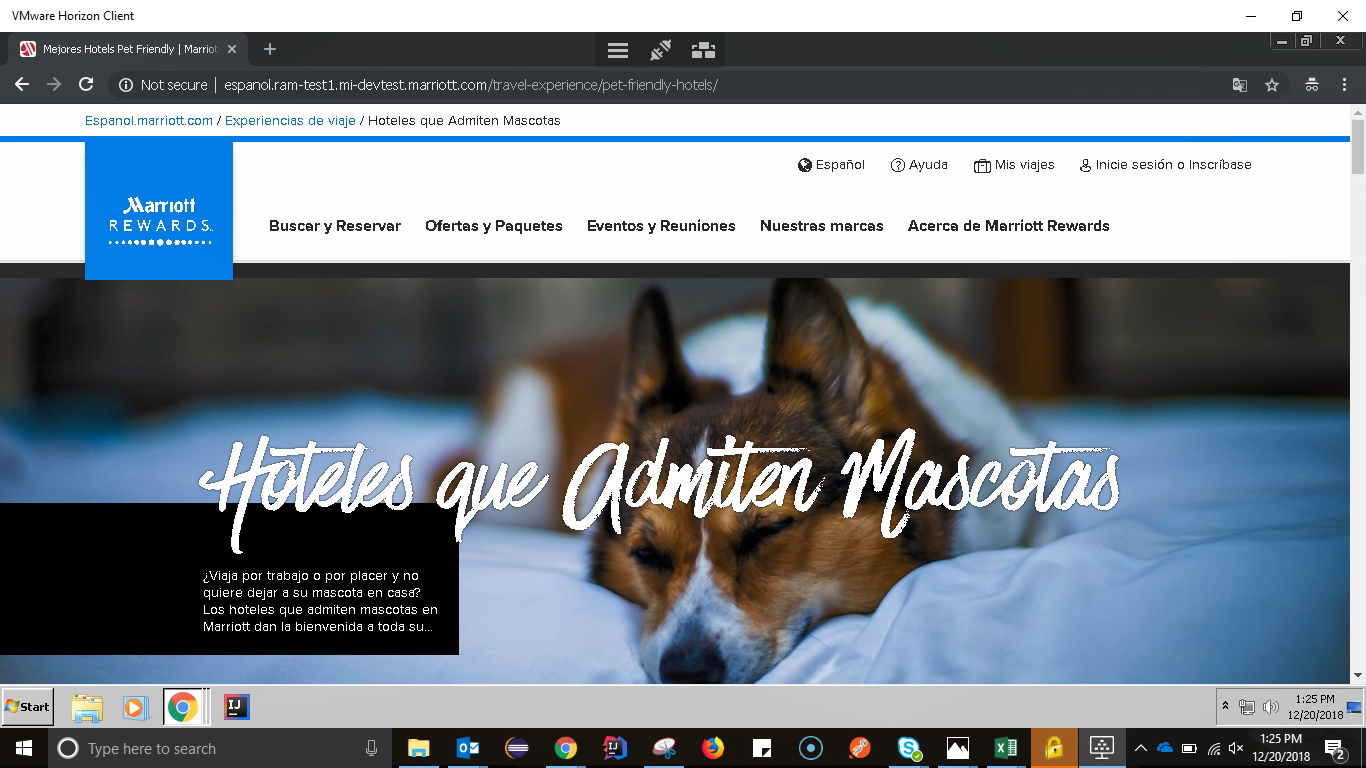 VMware Horizon Client
Mejores Hotels Pet Friendly | Marriot
Not secure | espanol.ram-test1.mi-devtest.marriott.com/travel-experience/pet-friendly-hotels/
Espanol.marriott.com / Experiencias de viaje / Hoteles que Admiten Mascotas
Español Ayuda Mis viajes Inicie sesión o Inscríbase
Marriott
REWARDS
Buscar y Reservar Ofertas y Paquetes Eventos y Reuniones Nuestras marcas Acerca de Marriott Rewards
Hoteles que Admiten Mascotas
¿Viaja por trabajo o por placer y no
quiere dejar a su mascota en casa?
Los hoteles que admiten mascotas en
Marriott dan la bienvenida a toda su...
Start
IJ
1:25 PM
12/20/2018
Type here to search
1:25 PM
12/20/2018
2